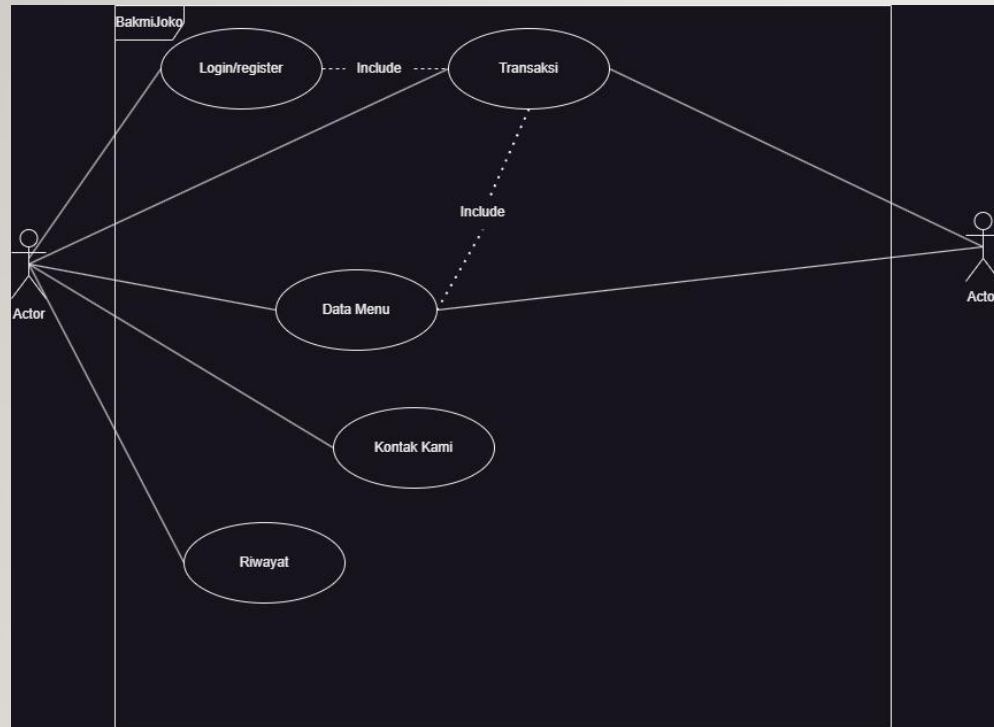 BakmiJoko
Login/register
Include
Transaksi
Include
Actor
Data Menu
Acto
Kontak Kami
Riwayat